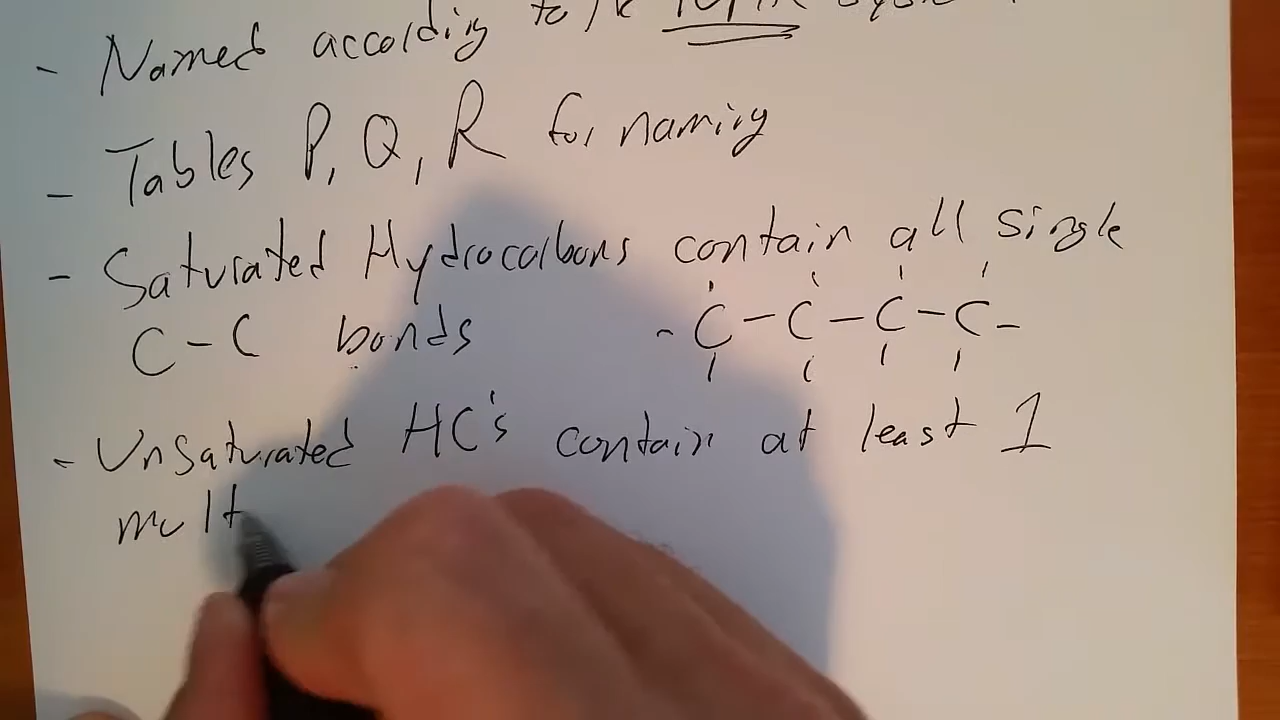 - Named according to the
- Tables P, Q, R for naming
- Saturated Hydrocarbons contain all single
C-C bonds -C-C-C-C-
- Unsaturated HC's contain at least 1
mult